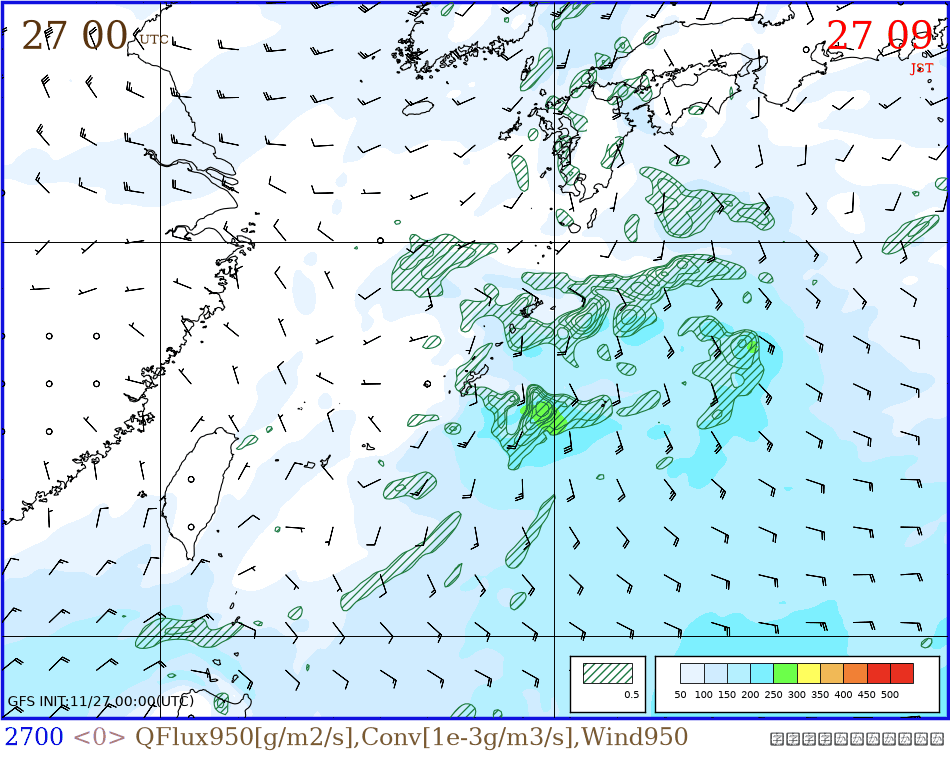 27 00 UTC
27 09
JST
0.5
50 100 150 200 250 300 350 400 450 500
GFS INIT:11/27 00:00(UTC)
2700 <0> QFlux950[g/m2/s],Conv[1e-3g/m3/s],Wind950